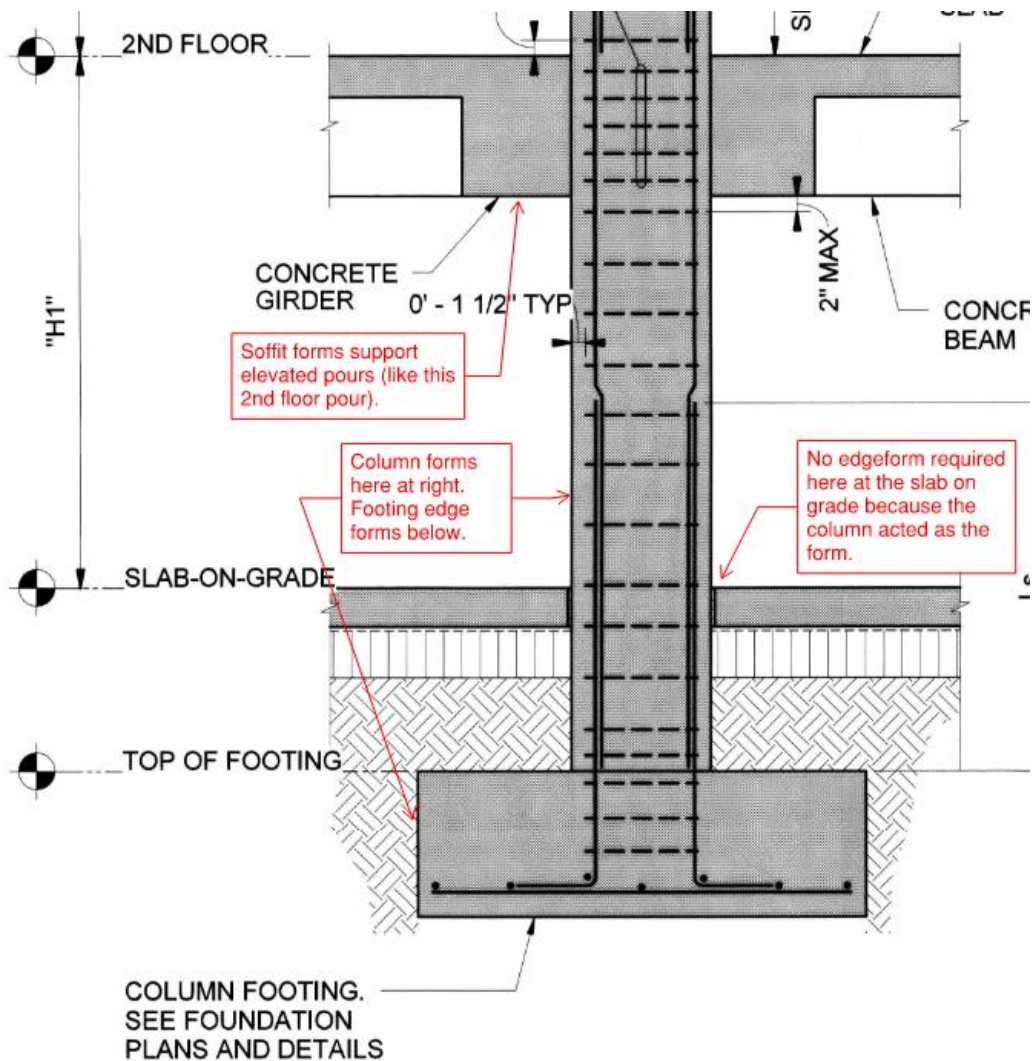 2ND FLOOR
SLAB
"H1"
CONCRETE
GIRDER
0' - 1 1/2" TYP
2" MAX
BEAM
Soffit forms support
elevated pours (like this
2nd floor pour).
Column forms
here at right.
Footing edge
forms below.
No edgeform required
here at the slab on
grade because the
column acted as the
form.
SLAB-ON-GRADE
TOP OF FOOTING
COLUMN FOOTING.
SEE FOUNDATION
PLANS AND DETAILS